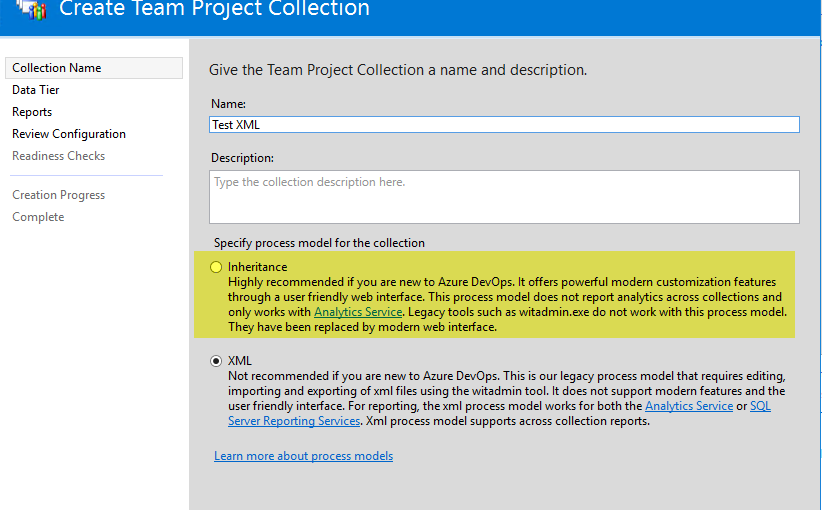 Create Team Project Collection
Collection Name
Data Tier
Reports
Review Configuration
Readiness Checks
Creation Progress
Complete
Give the Team Project Collection a name and description.
Name:
Test XML
Description:
Type the collection description here.
Specify process model for the collection
Inheritance
Highly recommended if you are new to Azure DevOps. It offers powerful modern customization features
through a user friendly web interface. This process model does not report analytics across collections and
only works with Analytics Service. Legacy tools such as witadmin.exe do not work with this process model.
They have been replaced by modern web interface.
XML
Not recommended if you are new to Azure DevOps. This is our legacy process model that requires editing,
importing and exporting of xml files using the witadmin tool. It does not support modern features and the
user friendly interface. For reporting, the xml process model works for both the Analytics Service or SQL
Server Reporting Services. Xml process model supports across collection reports.
Learn more about process models